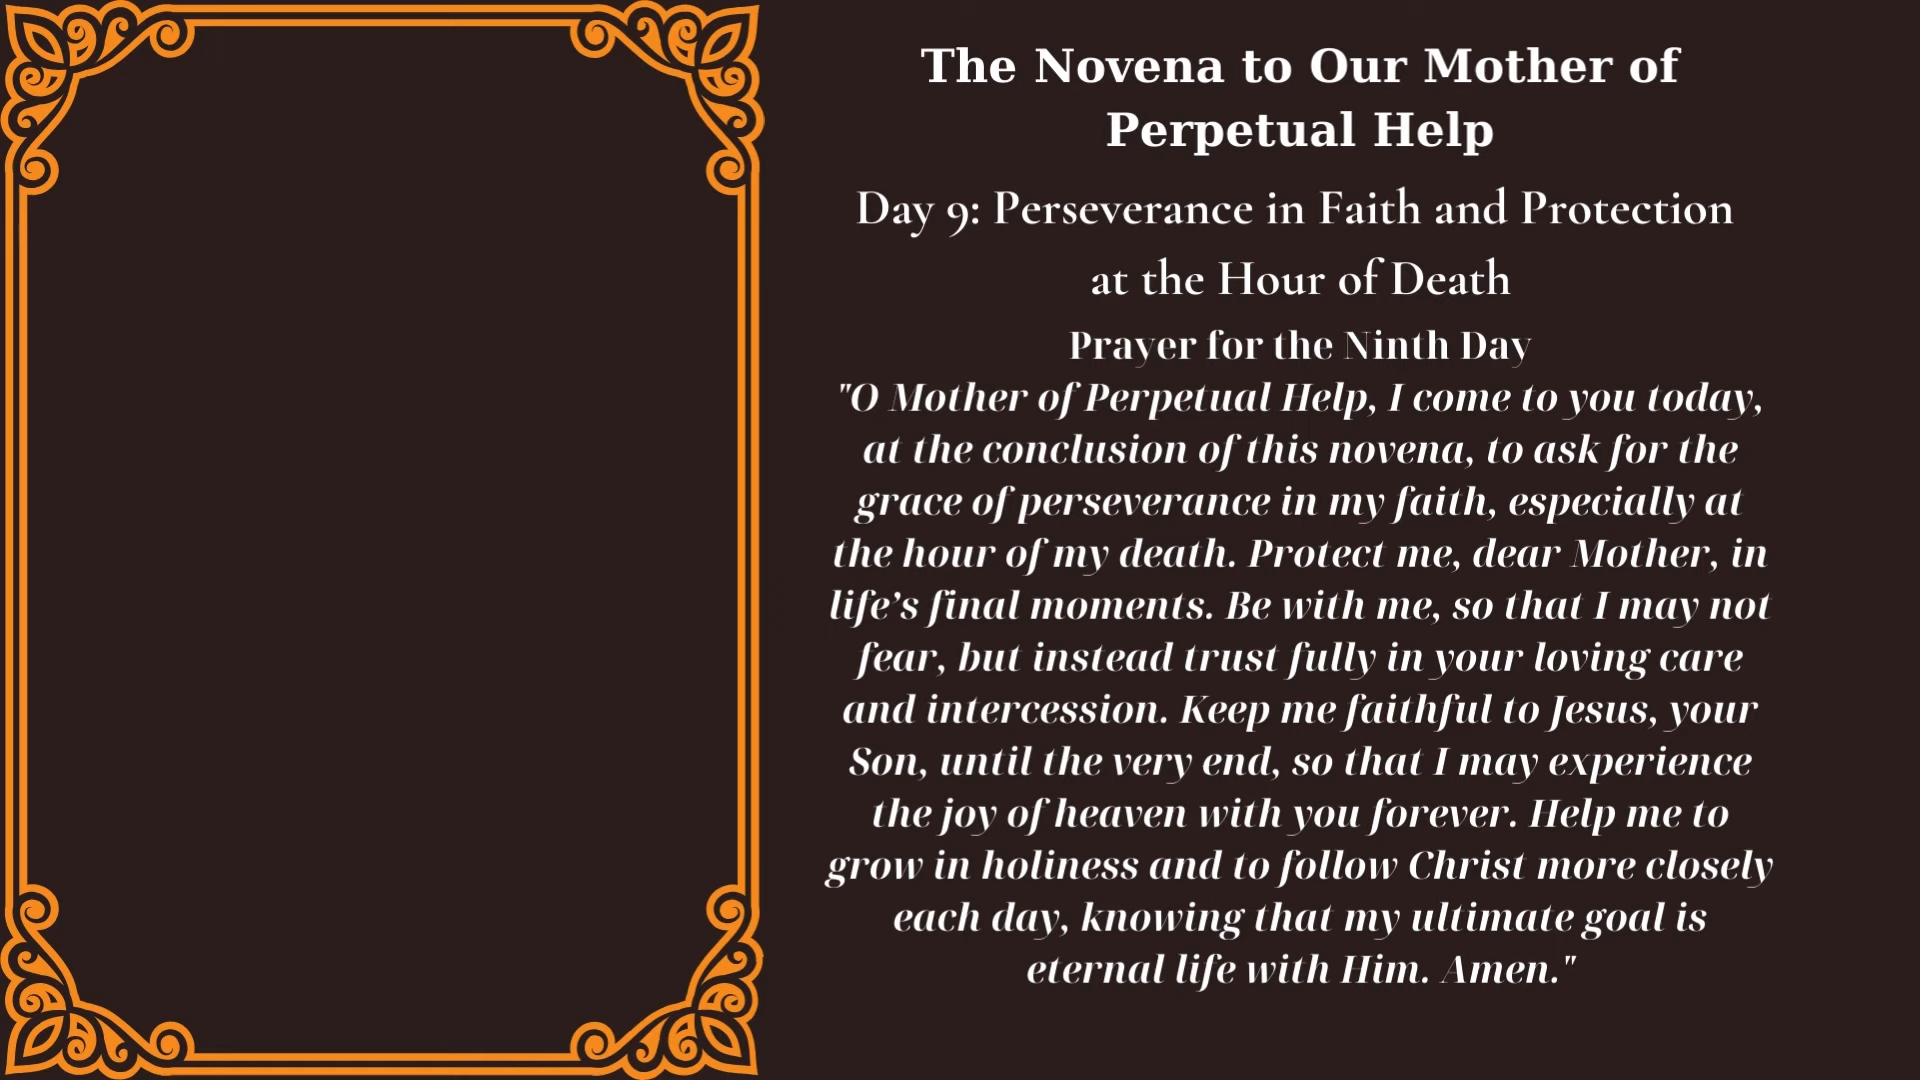 The Novena to Our Mother of
Perpetual Help
Day 9: Perseverance in Faith and Protection
at the Hour of Death
Prayer for the Ninth Day
"O Mother of Perpetual Help, I come to you today,
at the conclusion of this novena, to ask for the
grace of perseverance in my faith, especially at
the hour of my death. Protect me, dear Mother, in
life’s final moments. Be with me, so that I may not
fear, but instead trust fully in your loving care
and intercession. Keep me faithful to Jesus, your
Son, until the very end, so that I may experience
the joy of heaven with you forever. Help me to
grow in holiness and to follow Christ more closely
each day, knowing that my ultimate goal is
eternal life with Him. Amen."